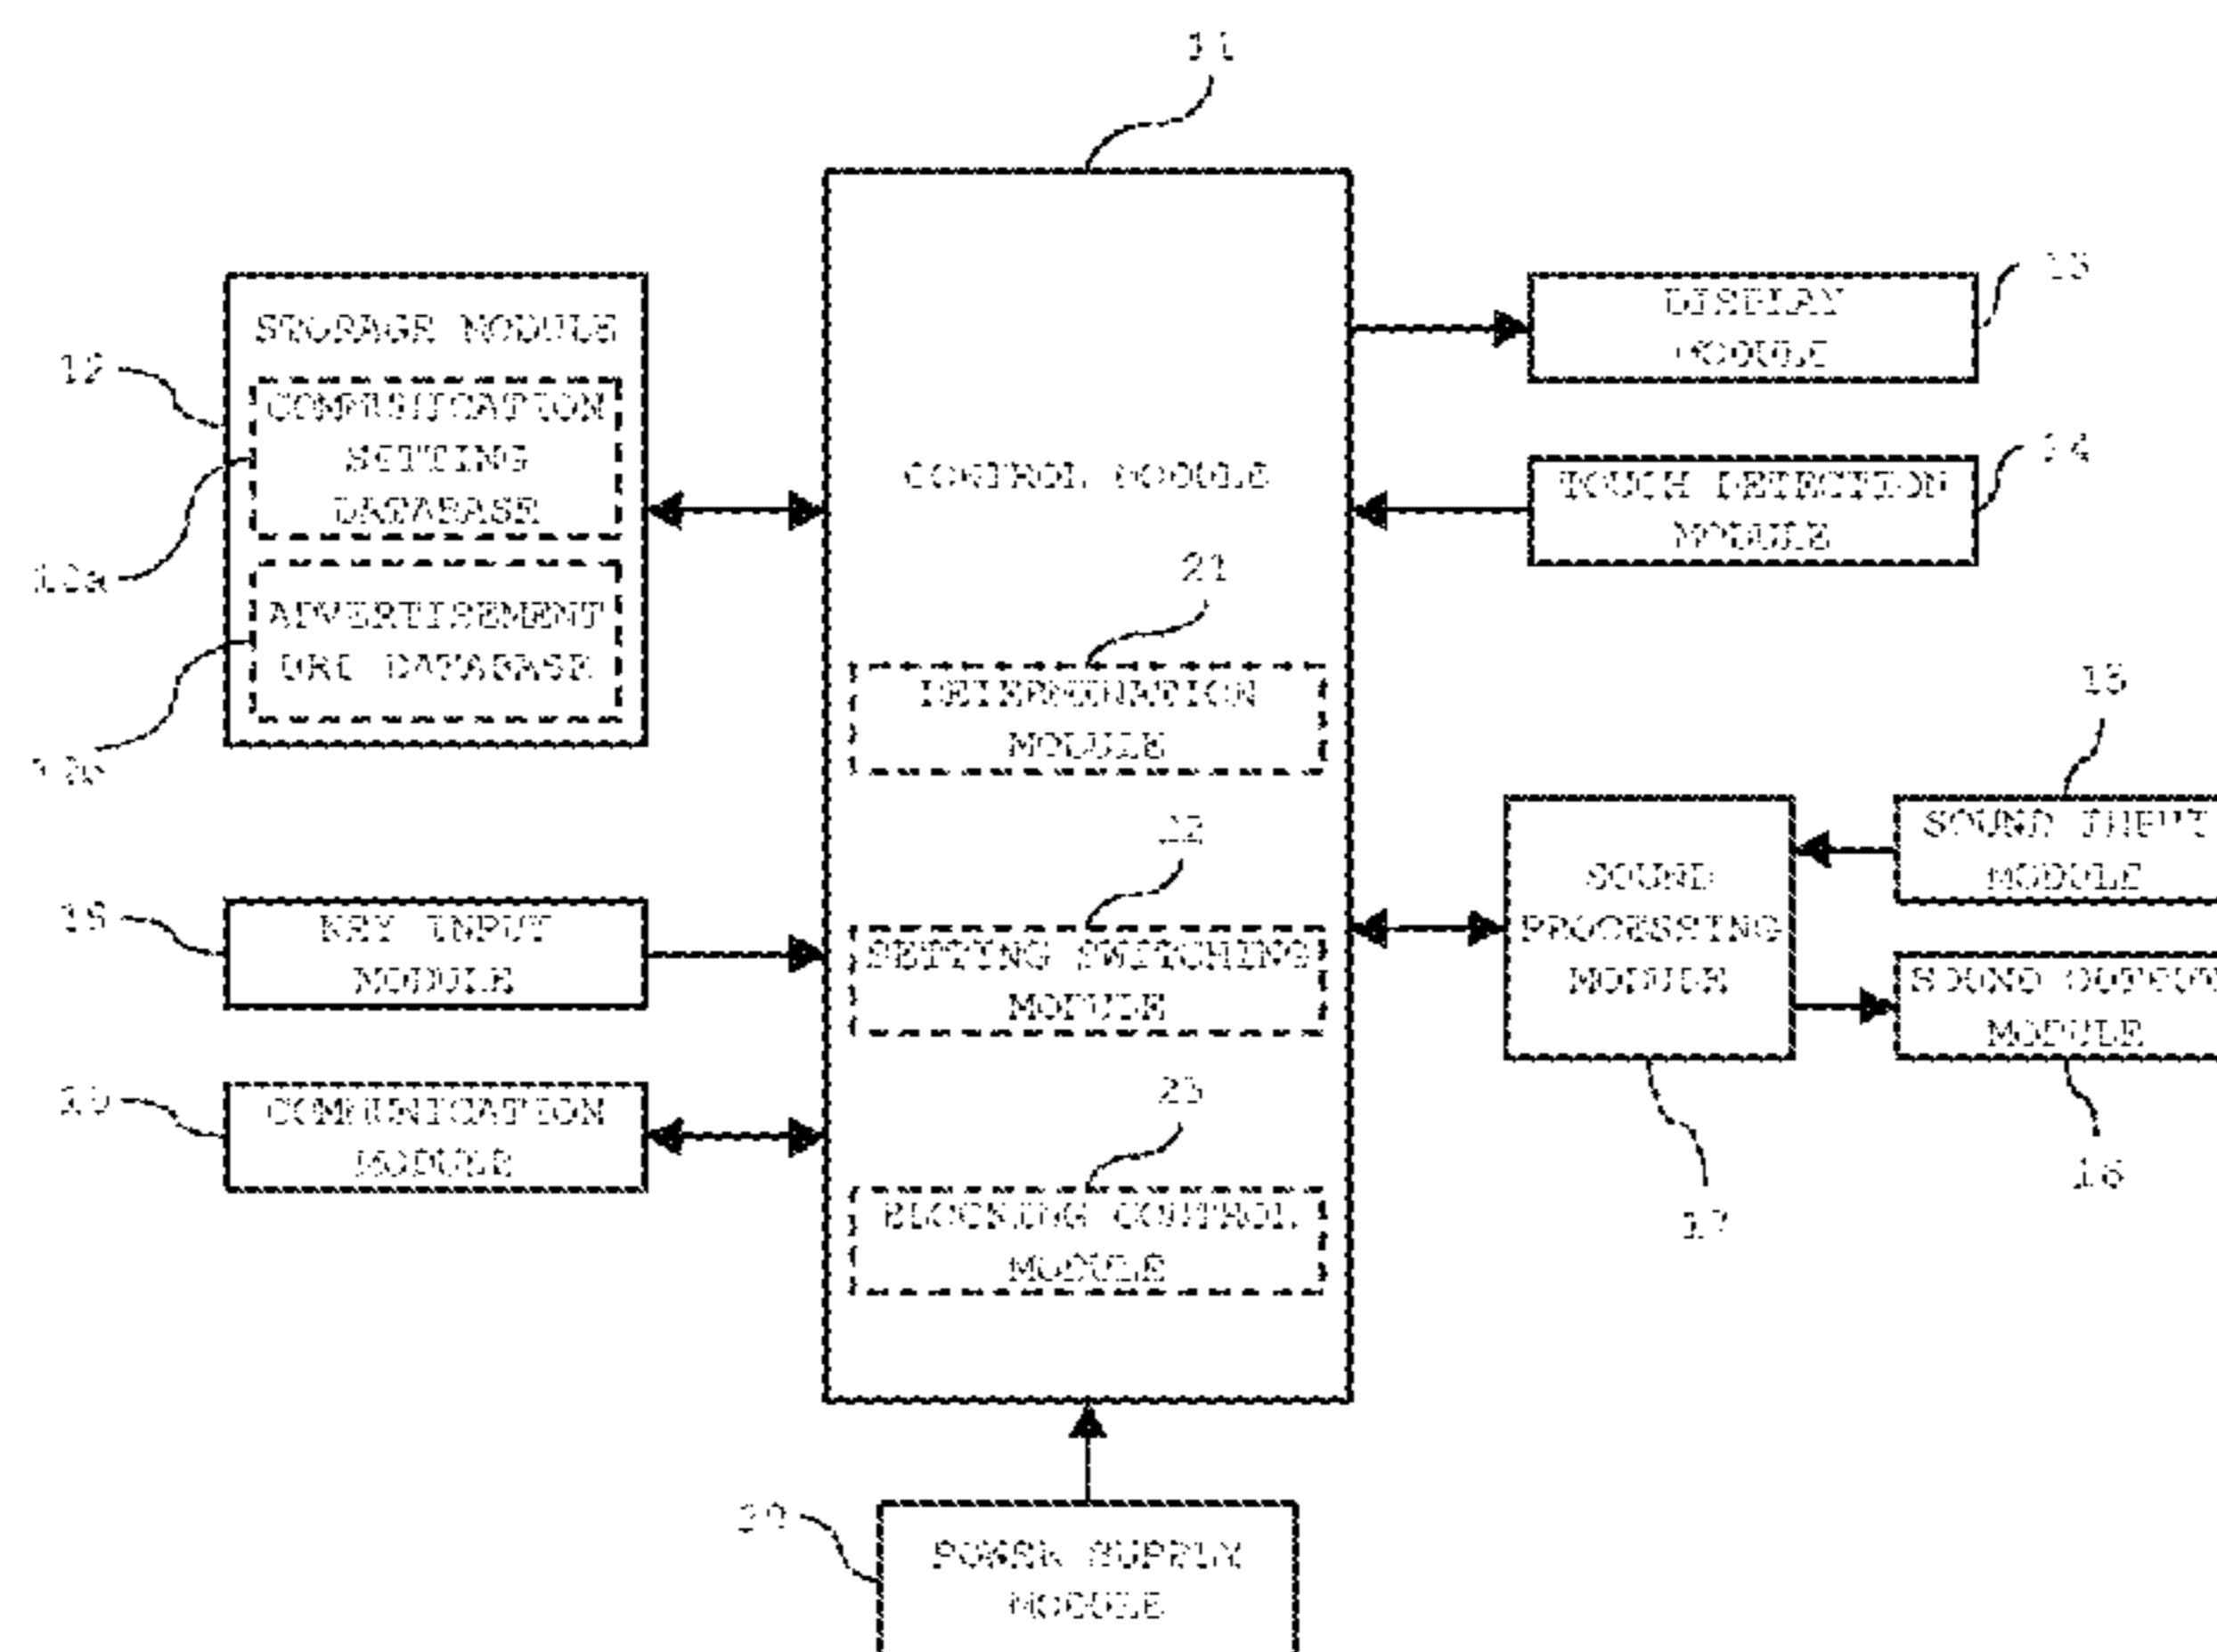 11
STORAGE MODULE
12
COMMUNICATION
SETTING
DATABASE
12a
ADVERTISEMENT
URL DATABASE
CONTROL MODULE
21
DETERMINATION
MODULE
22
SETTING SWITCHING
MODULE
23
BLOCKING CONTROL
MODULE
DISPLAY
MODULE
13
TOUCH DETECTION
MODULE
14
KEY INPUT
MODULE
COMMUNICATION
MODULE
SOUND
PROCESSING
MODULE
17
15
SOUND INPUT
MODULE
SOUND OUTPUT
MODULE
16
POWER SUPPLY
MODULE